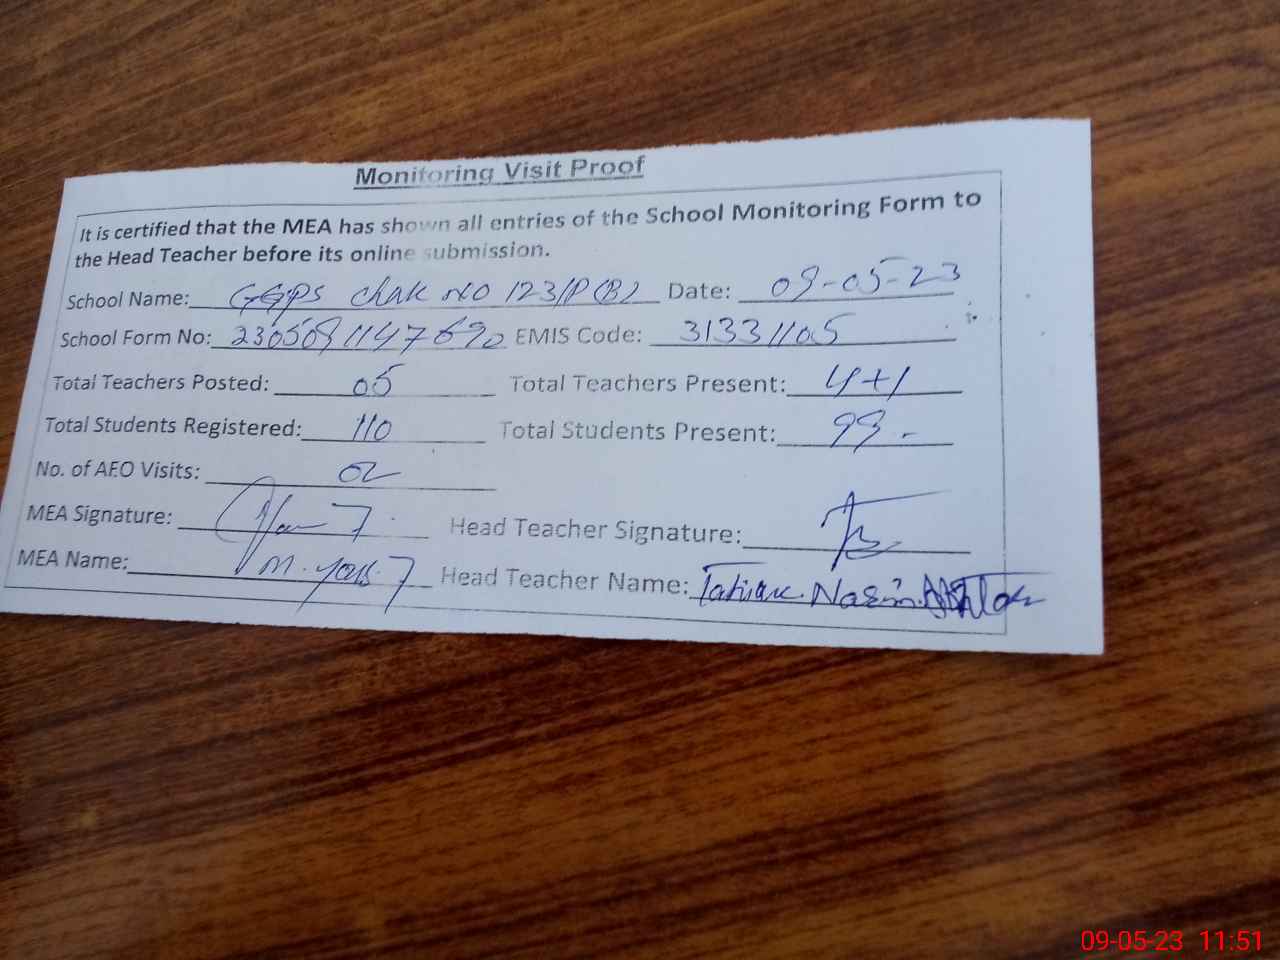 Monitoring Visit Proof
It is certified that the MEA has shown all entries of the School Monitoring Form to
the Head Teacher before its online submission.
School Name: GGPS Chak No 123/P(B) Date: 09-05-23
School Form No: 230509114769 EMIS Code: 31331105
Total Teachers Posted: 05 Total Teachers Present: 4+1
Total Students Registered: 110 Total Students Present: 99-
No. of AEO Visits: 02
MEA Signature: Head Teacher Signature:
MEA Name: M. Head Teacher Name:
09-05-23 11:51